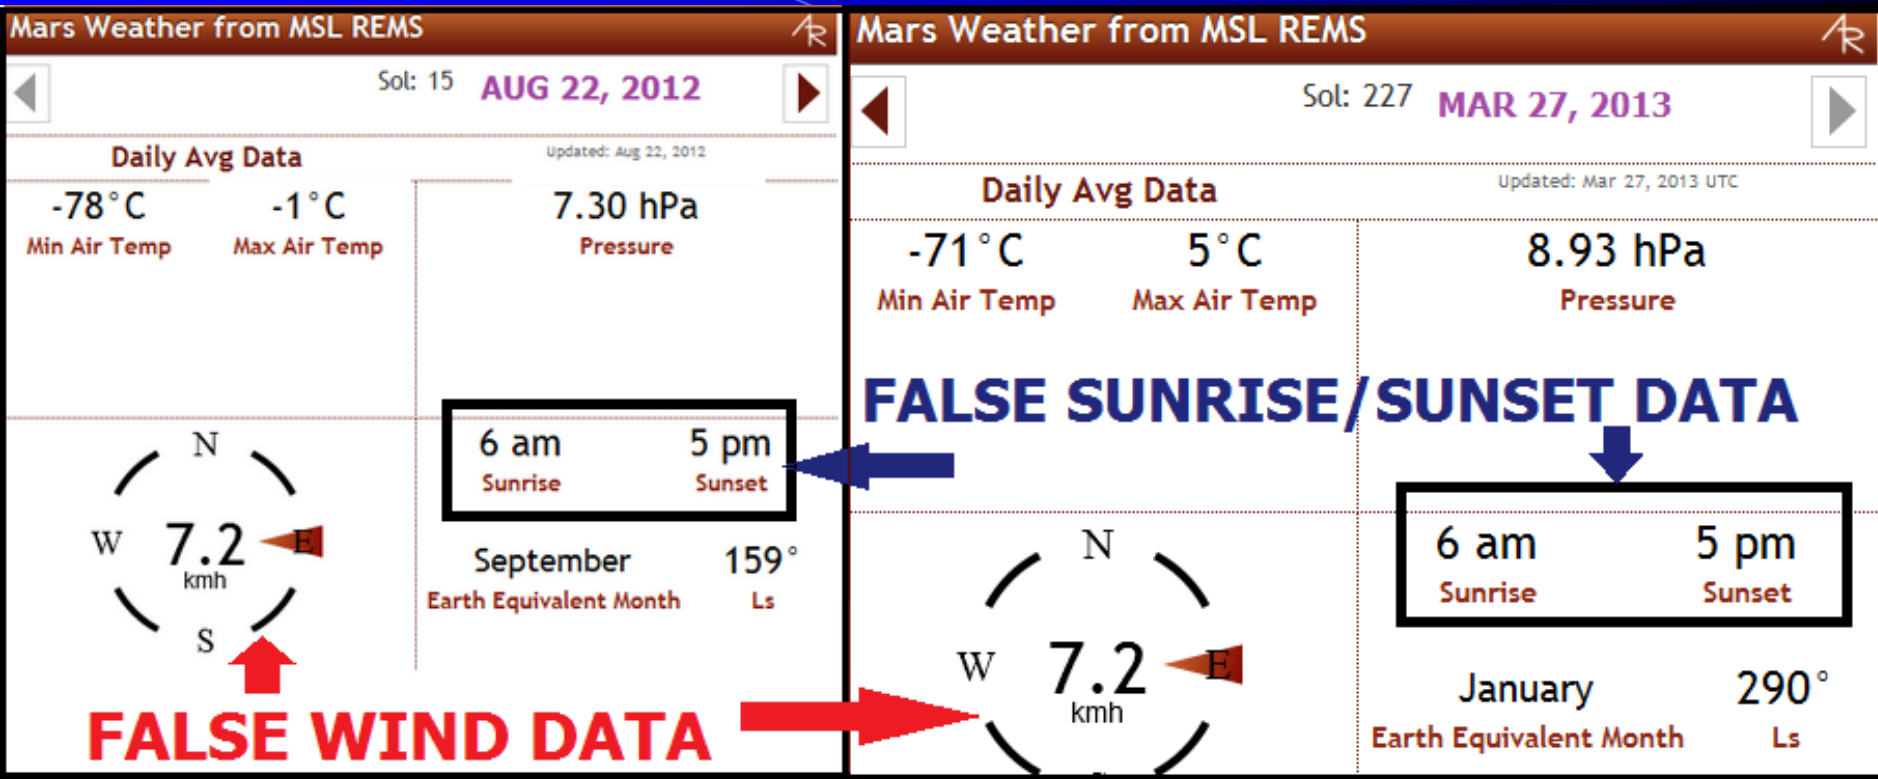 Mars Weather from MSL REMS
AR
Sol: 15 AUG 22, 2012
Daily Avg Data
Updated: Aug 22, 2012
-78°C -1°C 7.30 hPa
Min Air Temp Max Air Temp Pressure
6 am 5 pm
Sunrise Sunset
N
W 7.2 E
kmh
S
September 159°
Earth Equivalent Month Ls
FALSE WIND DATA
Mars Weather from MSL REMS
AR
Sol: 227 MAR 27, 2013
Daily Avg Data
Updated: Mar 27, 2013 UTC
-71°C 5°C 8.93 hPa
Min Air Temp Max Air Temp Pressure
FALSE SUNRISE/SUNSET DATA
6 am 5 pm
Sunrise Sunset
N
W 7.2 E
kmh
January 290°
Earth Equivalent Month Ls